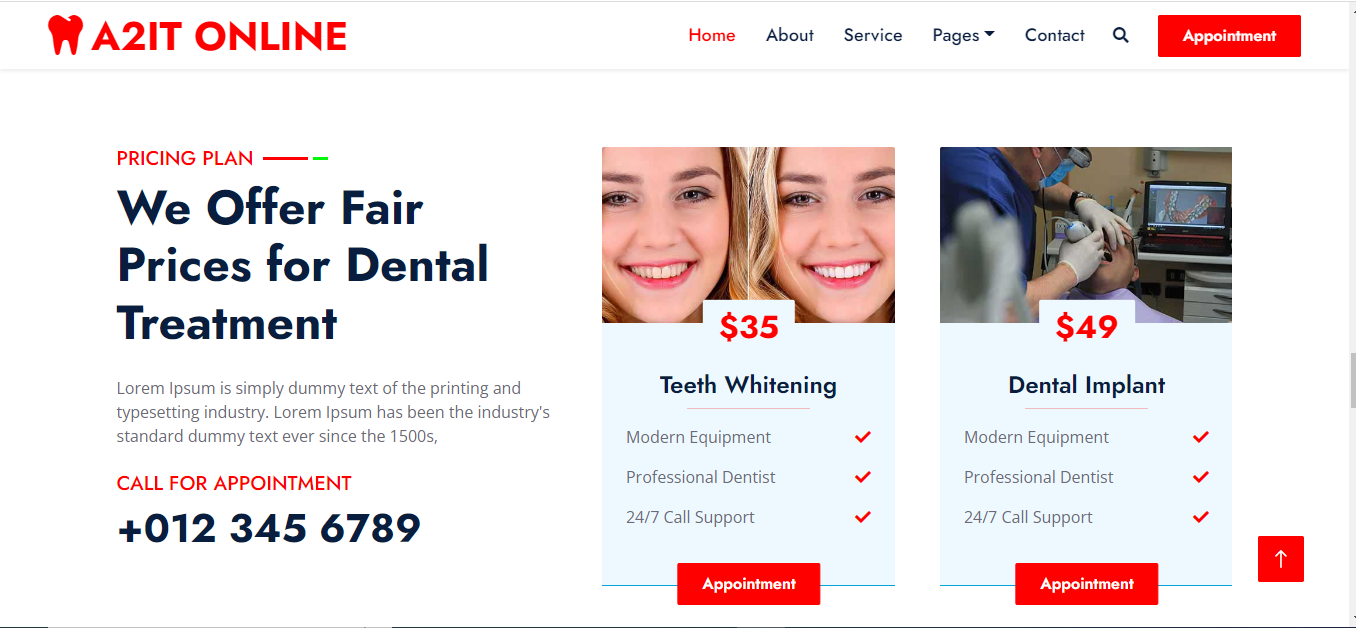 A2IT ONLINE
Home About Service Pages Contact Appointment
PRICING PLAN
We Offer Fair
Prices for Dental
Treatment
Lorem Ipsum is simply dummy text of the printing and
typesetting industry. Lorem Ipsum has been the industry's
standard dummy text ever since the 1500s,
CALL FOR APPOINTMENT
+012 345 6789
$35
Teeth Whitening
Modern Equipment
Professional Dentist
24/7 Call Support
Appointment
$49
Dental Implant
Modern Equipment
Professional Dentist
24/7 Call Support
Appointment